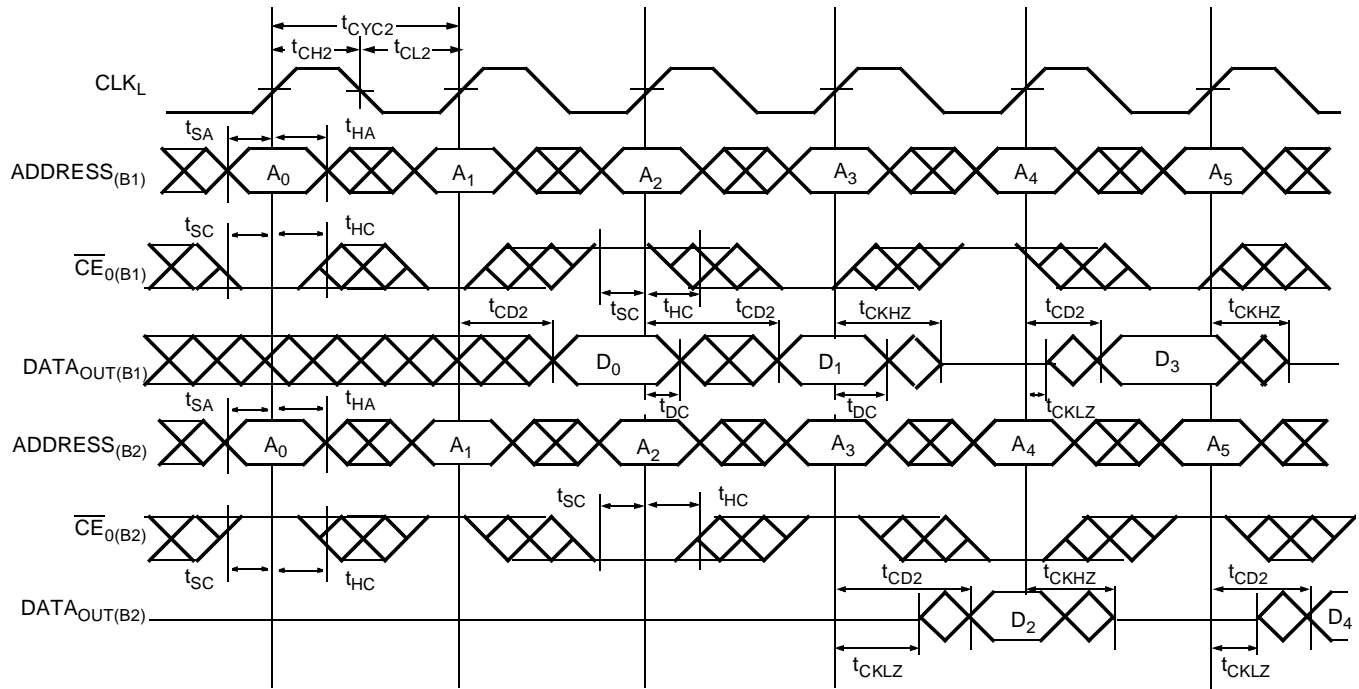 tCYC2
tCH2 tCL2
CLKL
tSA tHA
ADDRESS(B1) A0 A1 A2 A3 A4 A5
tSC tHC
CE0(B1)
tSC tHC
tCD2 tCD2 tCKHZ tCD2 tCKHZ
DATAOUT(B1) D0 D1 D3
tSA tHA tDC tDC tCKLZ
ADDRESS(B2) A0 A1 A2 A3 A4 A5
tSC tHC
CE0(B2)
tSC tHC tCD2 tCKHZ tCD2
DATAOUT(B2) D2 D4
tCKLZ tCKLZ